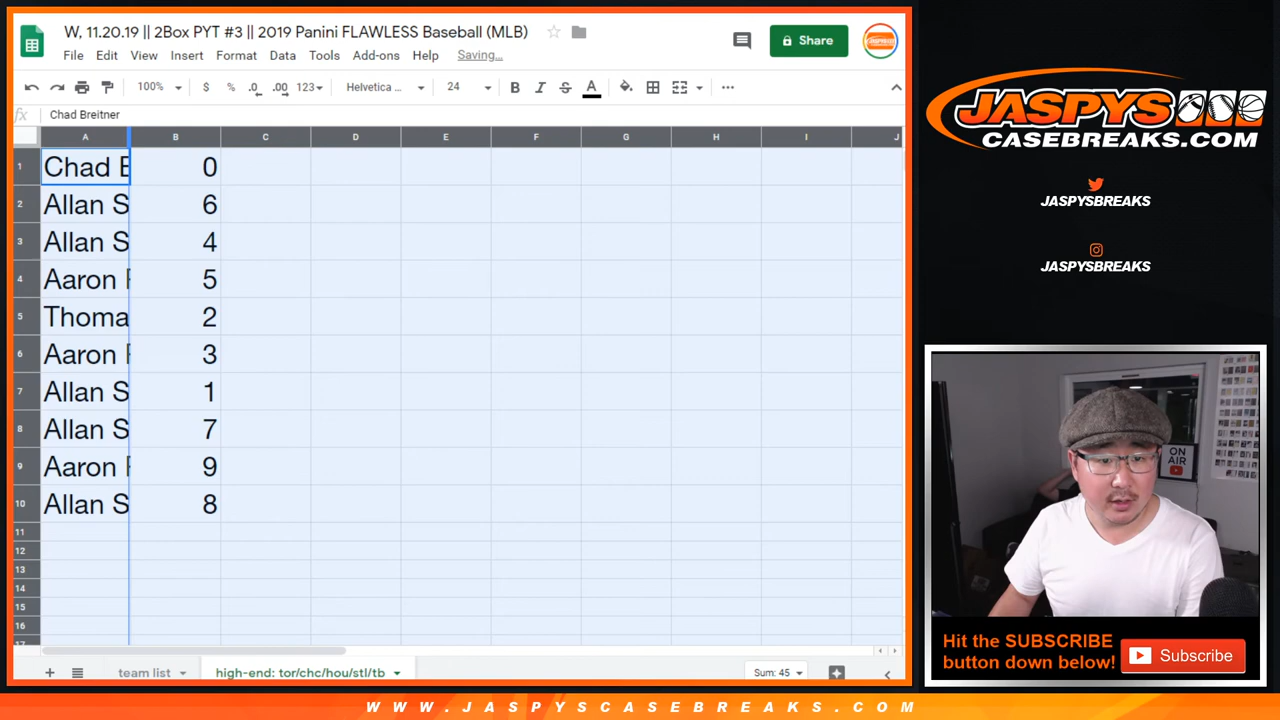 W, 11.20.19 || 2Box PYT #3 || 2019 Panini FLAWLESS Baseball (MLB)
File Edit View Insert Format Data Tools Add-ons Help Saving...
Share
100% $ % .0 .00 123 Helvetica ... 24 B I S A
fx Chad Breitner
A B C D E F G H I J
1 Chad B 0
2 Allan S 6
3 Allan S 4
4 Aaron 5
5 Thoma 2
6 Aaron 3
7 Allan S 1
8 Allan S 7
9 Aaron 9
10 Allan S 8
11
12
13
14
15
16
17
team list high-end: tor/chc/hou/stl/tb Sum: 45
JASPYS
CASEBREAKS.COM
JASPYSBREAKS
JASPYSBREAKS
ON
AIR
Hit the SUBSCRIBE
button down below!
Subscribe
WWW.JASPYSCASEBREAKS.COM